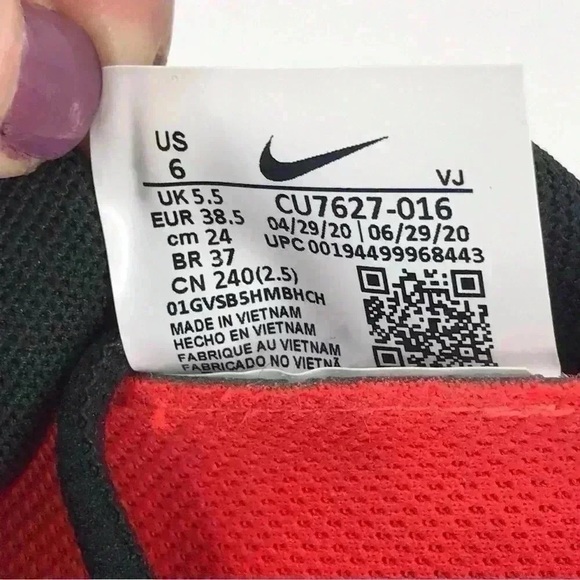 US
6
VJ
UK 5.5
EUR 38.5
cm 24
BR 37
CN 240(2.5)
01GVSB5HMBHCH
MADE IN VIETNAM
HECHO EN VIETNAM
FABRIQUE AU VIETNAM
FABRICADO NO VIETNÃ
CU7627-016
04/29/20 | 06/29/20
UPC 00194499968443